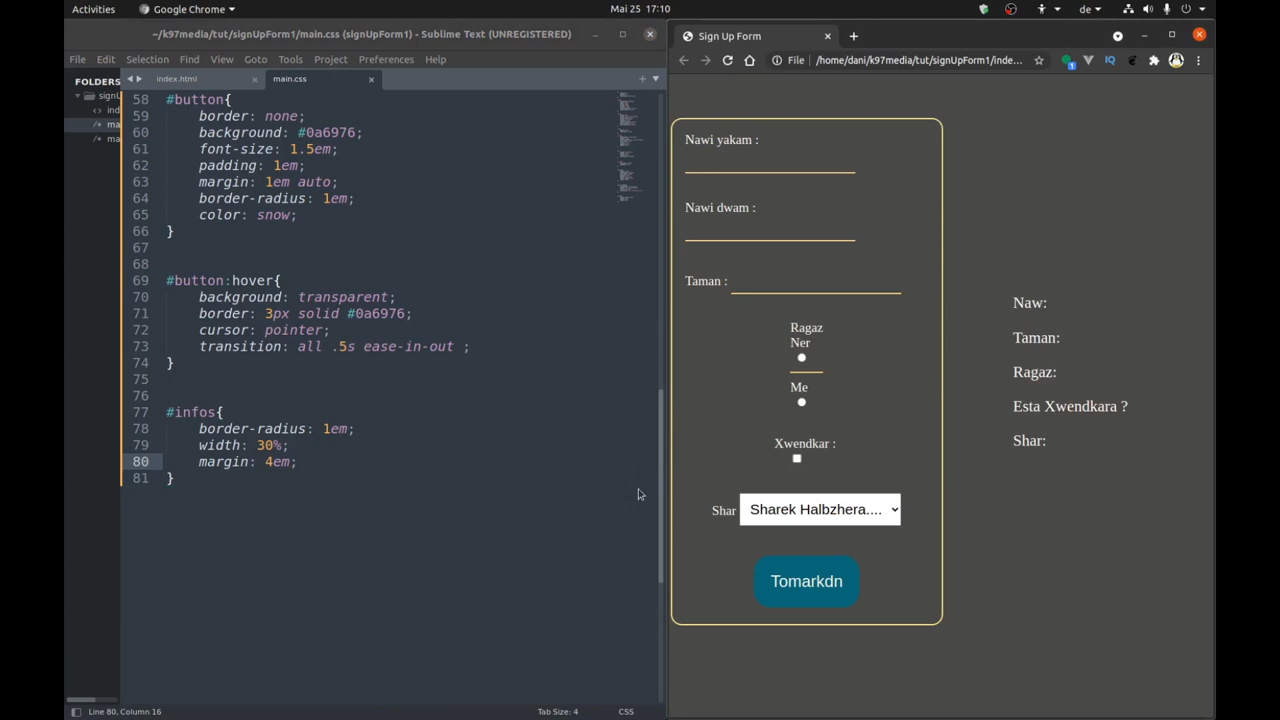 Activities
Google Chrome
Mai 25 17:10
de
~/k97media/tut/signUpForm1/main.css (signUpForm1) - Sublime Text (UNREGISTERED)
File Edit Selection Find View Goto Tools Project Preferences Help
FOLDERS
signU
ind
ma
ma
index.html
main.css
58 #button{
59 border: none;
60 background: #0a6976;
61 font-size: 1.5em;
62 padding: 1em;
63 margin: 1em auto;
64 border-radius: 1em;
65 color: snow;
66 }
67
68
69 #button:hover{
70 background: transparent;
71 border: 3px solid #0a6976;
72 cursor: pointer;
73 transition: all .5s ease-in-out ;
74 }
75
76
77 #infos{
78 border-radius: 1em;
79 width: 30%;
80 margin: 4em;
81 }
Line 80, Column 16
Tab Size: 4
CSS
Sign Up Form
File /home/dani/k97media/tut/signUpForm1/inde...
1
IQ
Nawi yakam :
Nawi dwam :
Taman :
Ragaz
Ner
Me
Xwendkar :
Shar Sharek Halbzhera....
Tomarkdn
Naw:
Taman:
Ragaz:
Esta Xwendkara ?
Shar: